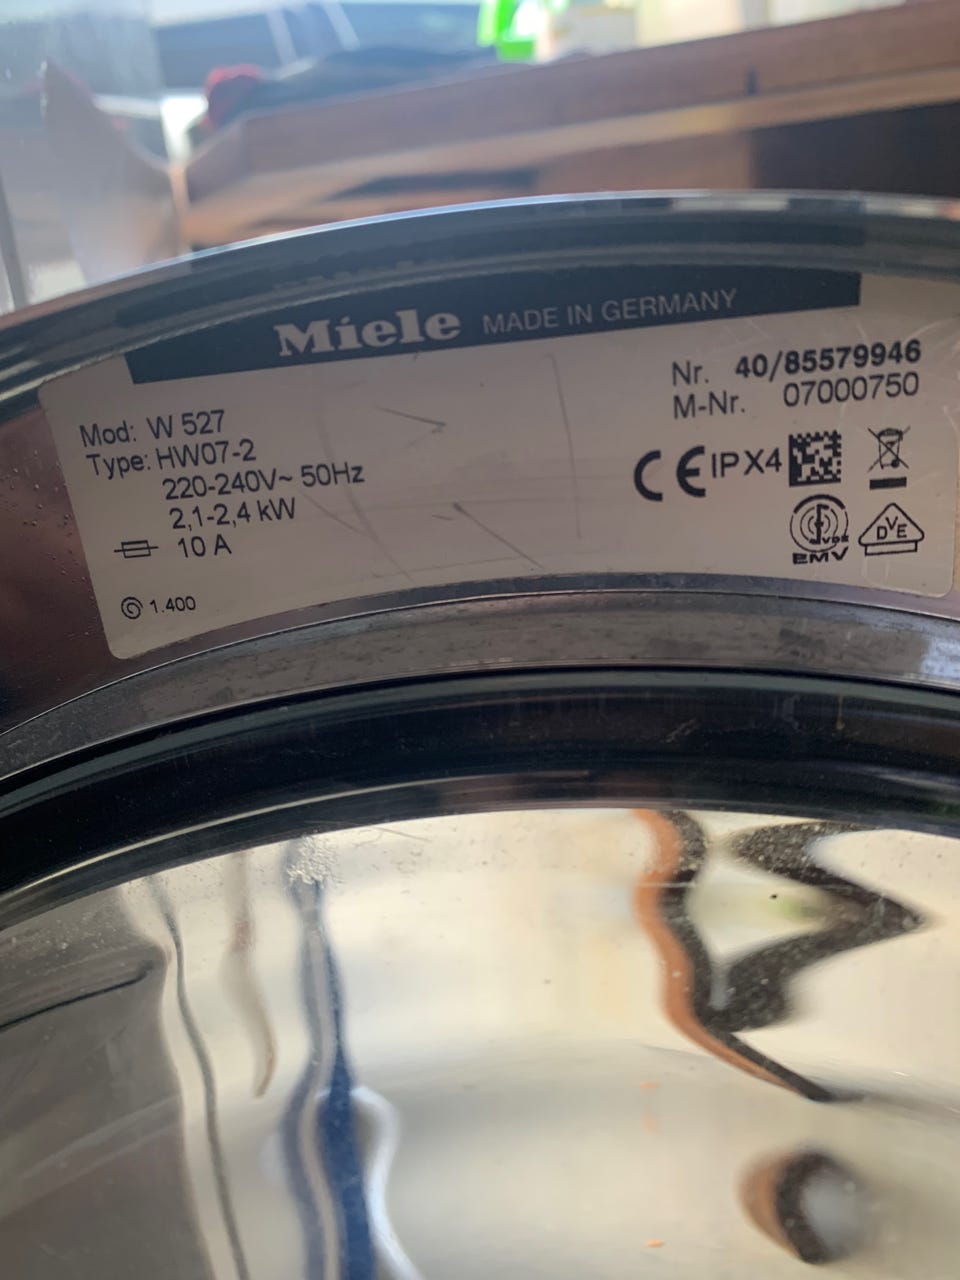 Miele MADE IN GERMANY
Mod: W 527
Type: HW07-2
220-240V~ 50Hz
2,1-2,4 kW
10 A
1.400
Nr. 40/85579946
M-Nr. 07000750
CE IPX4
VDE
EMV
DVE